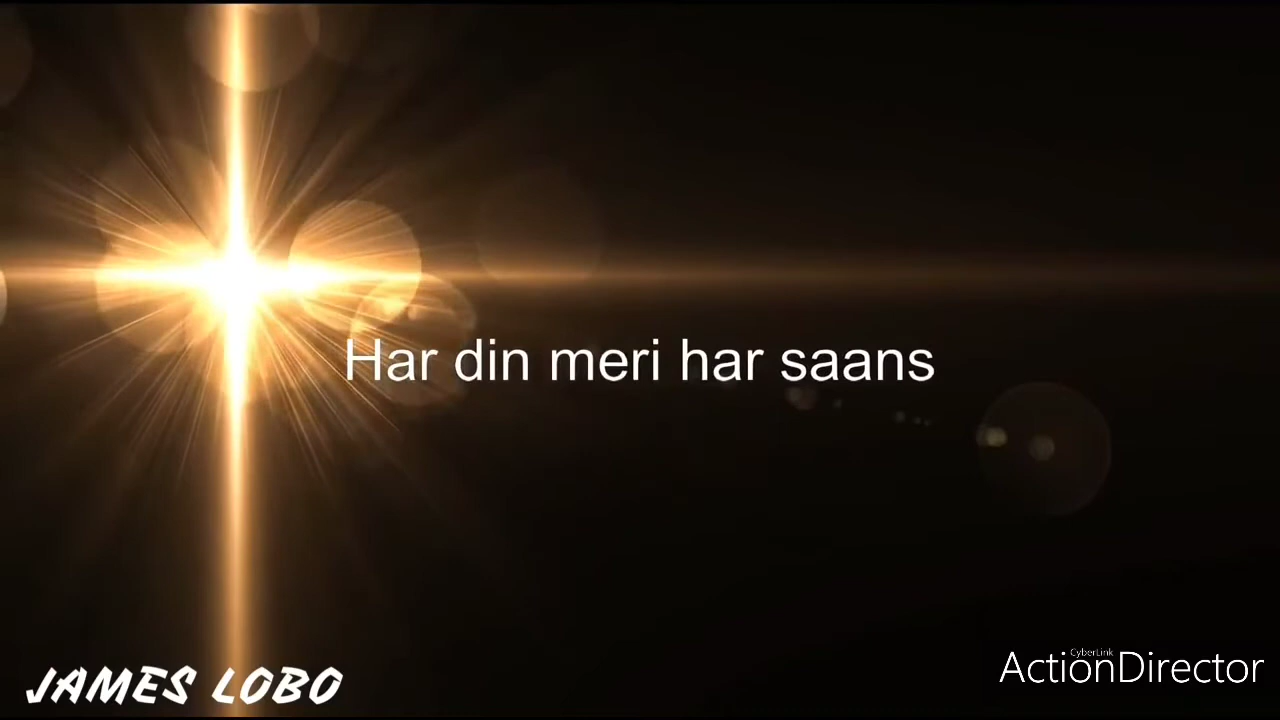 Har din meri har saans
JAMES LOBO
CyberLink
ActionDirector